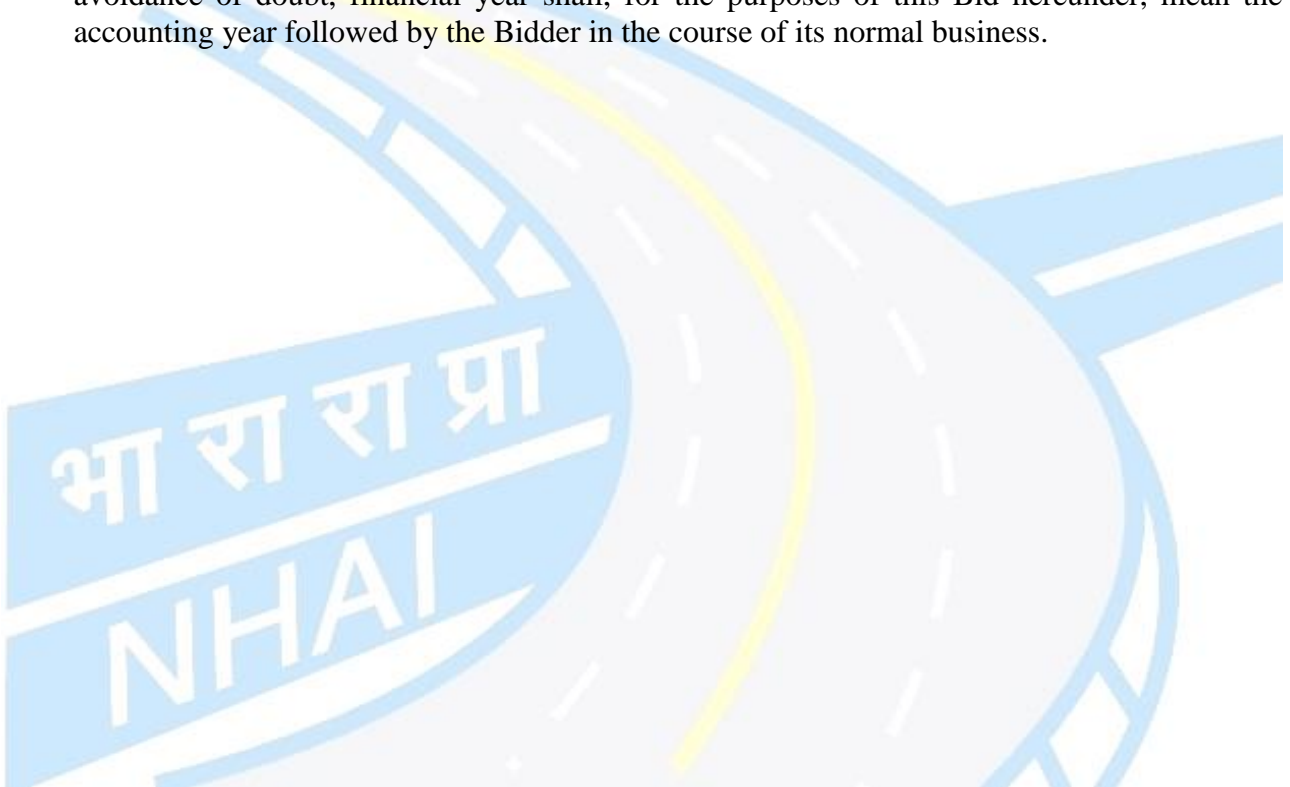 avoidance of doubt, financial year shall, for the purposes of this Bid hereunder, mean the
accounting year followed by the Bidder in the course of its normal business.
भा रा रा प्रा
NHAI